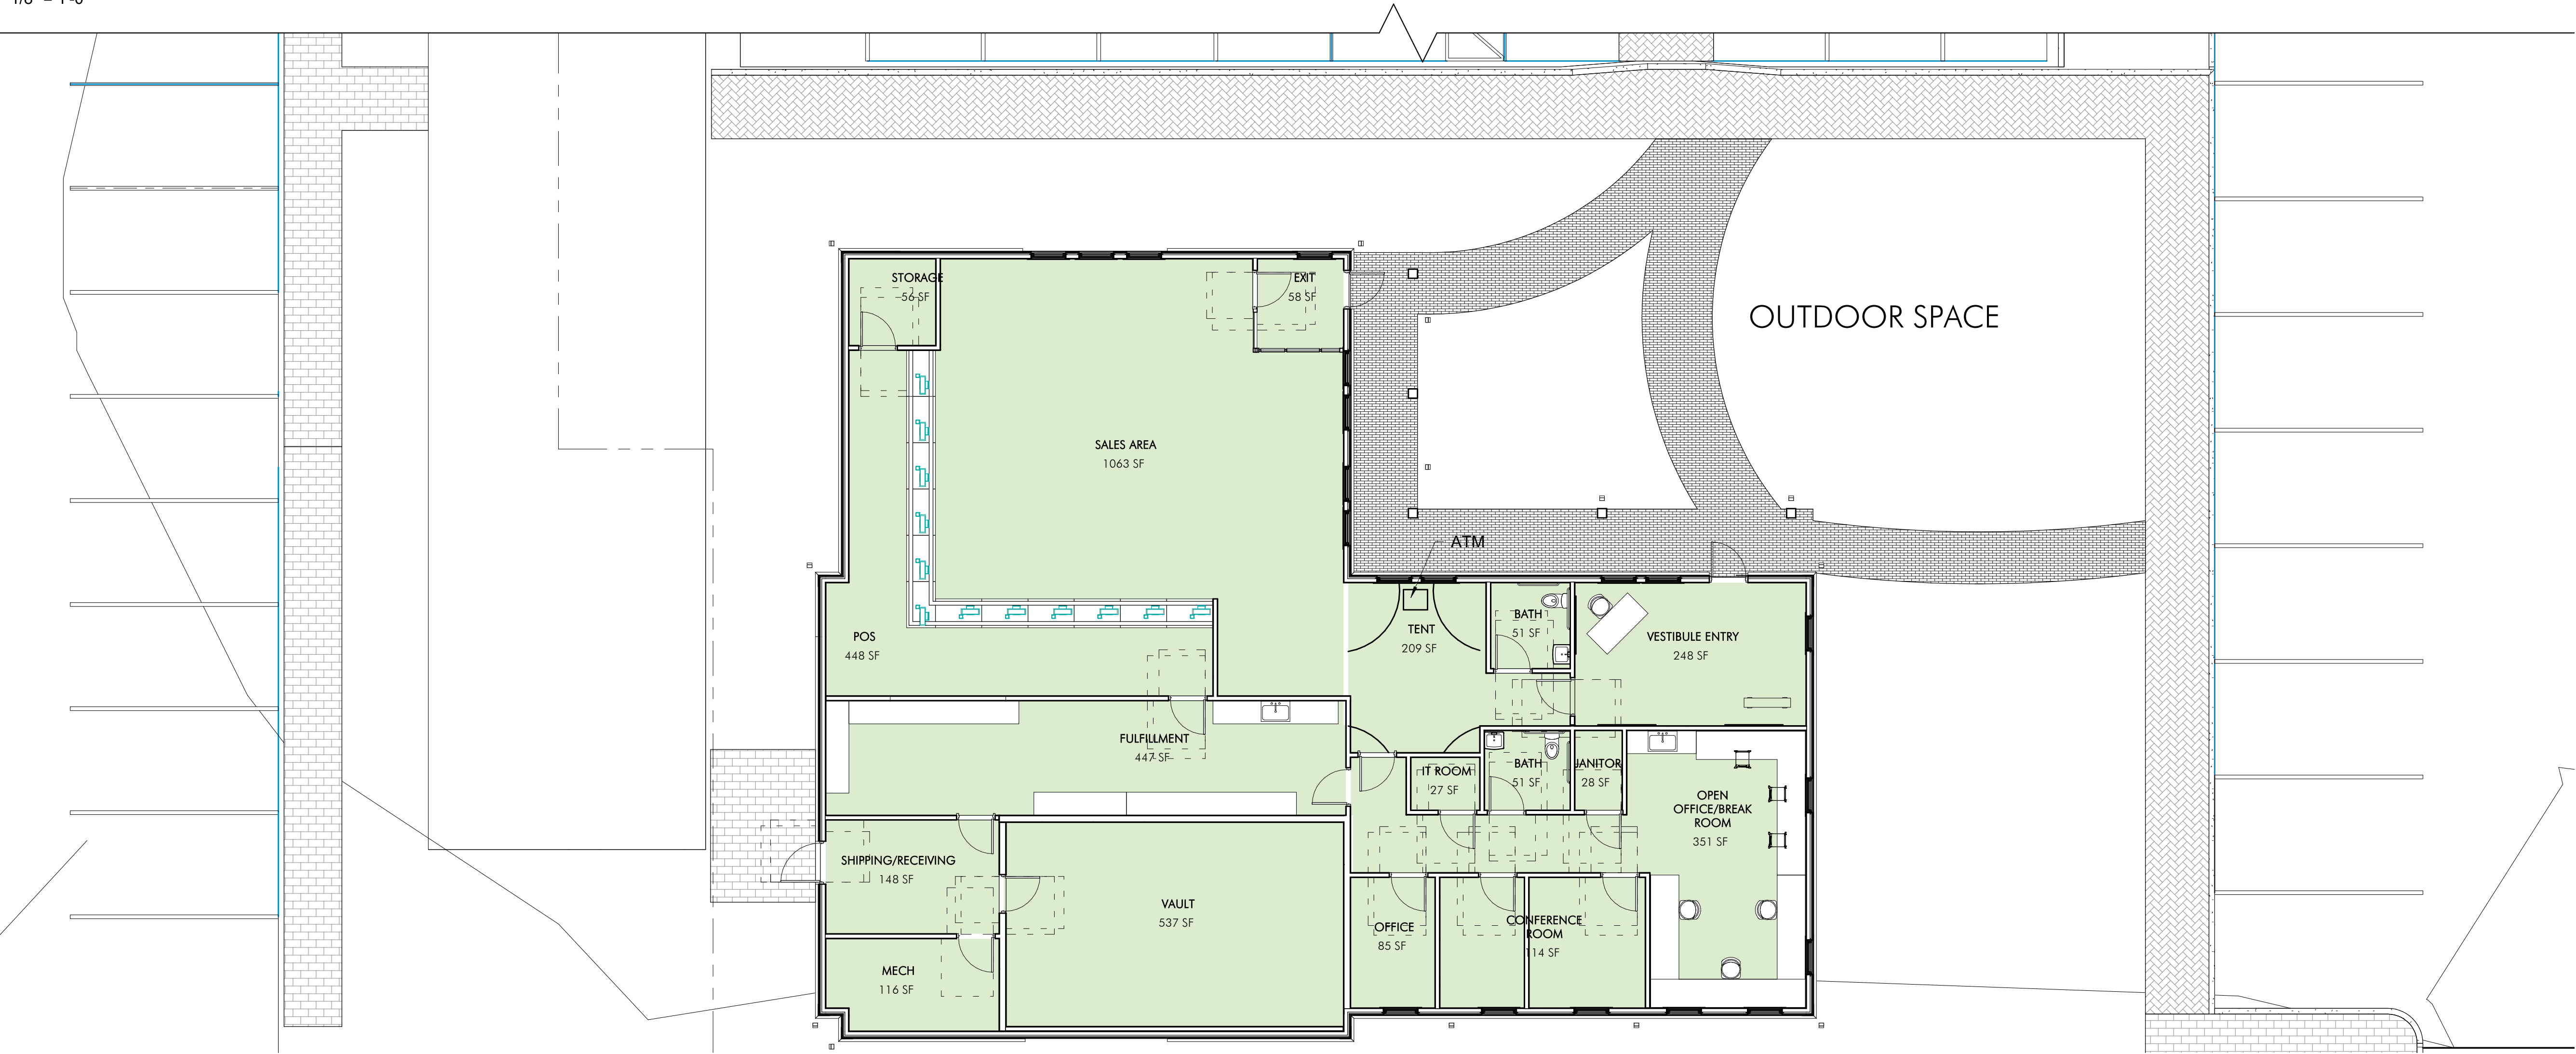 OUTDOOR SPACE
STORAGE
56 SF
EXIT
58 SF
SALES AREA
1063 SF
ATM
POS
448 SF
TENT
209 SF
BATH
51 SF
VESTIBULE ENTRY
248 SF
FULFILLMENT
447 SF
IT ROOM
27 SF
BATH
51 SF
JANITOR
28 SF
OPEN
OFFICE/BREAK
ROOM
351 SF
SHIPPING/RECEIVING
148 SF
VAULT
537 SF
OFFICE
85 SF
CONFERENCE
ROOM
114 SF
MECH
116 SF